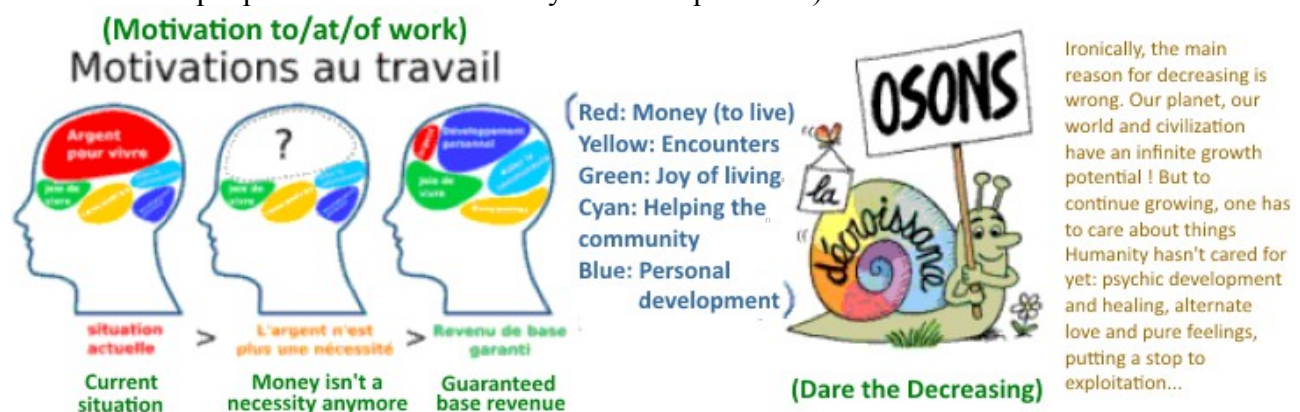 (Motivation to/at/of work)
Motivations au travail
Argent
pour vivre
joie de
vivre
?
joie de
vivre
Développement
personnel
joie de
vivre
situation
actuelle
>
L'argent n'est
plus une nécessité
>
Revenu de base
garanti
Current
situation
Money isn't a
necessity anymore
Guaranteed
base revenue
(Red: Money (to live)
Yellow: Encounters
Green: Joy of living
Cyan: Helping the
community
Blue: Personal
development)
OSONS
la
décroissance
(Dare the Decreasing)
Ironically, the main
reason for decreasing is
wrong. Our planet, our
world and civilization
have an infinite growth
potential ! But to
continue growing, one has
to care about things
Humanity hasn't cared for
yet: psychic development
and healing, alternate
love and pure feelings,
putting a stop to
exploitation...